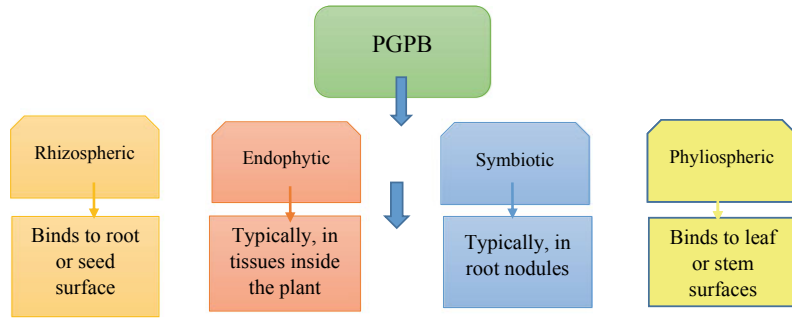 PGPB
Rhizospheric
Endophytic
Symbiotic
Phyliospheric
Binds to root
or seed
surface
Typically, in
tissues inside
the plant
Typically, in
root nodules
Binds to leaf
or stem
surfaces